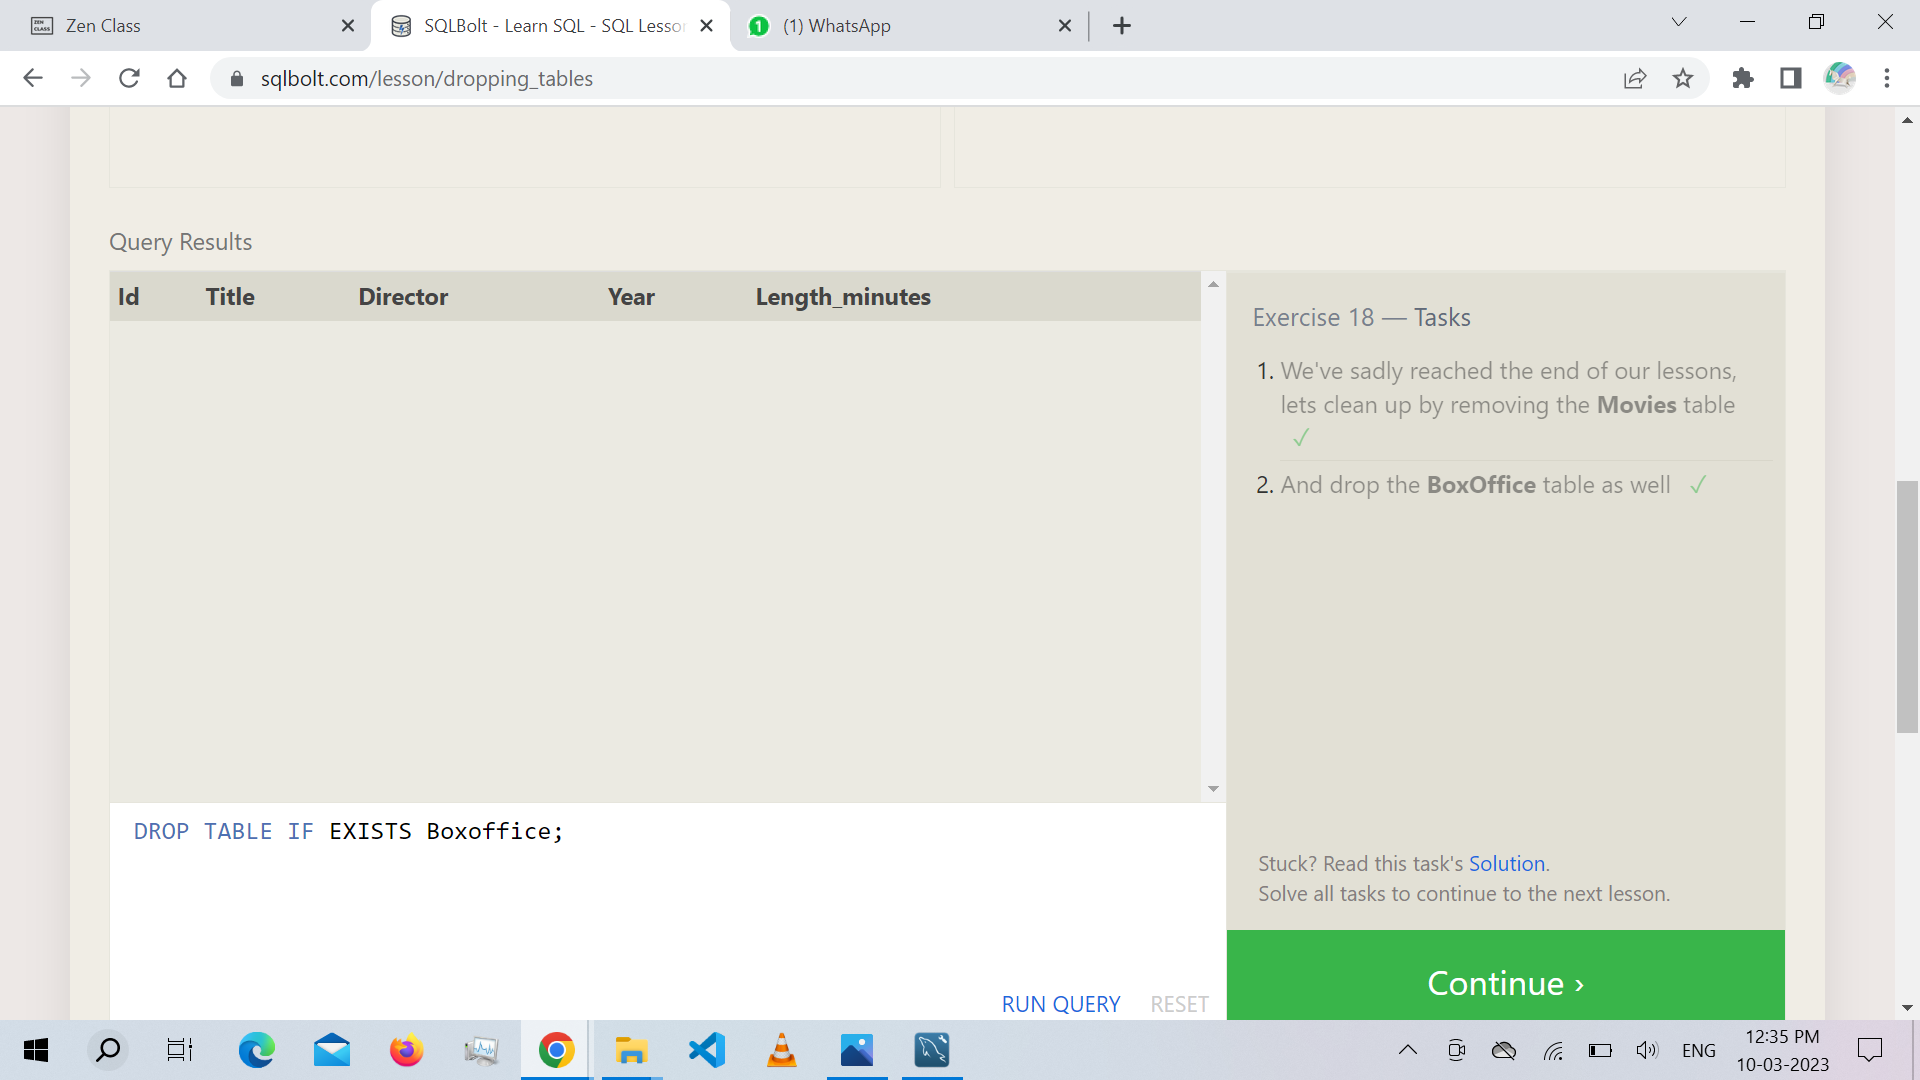 ZEN CLASS Zen Class
SQLBolt - Learn SQL - SQL Lesso
1 (1) WhatsApp
sqlbolt.com/lesson/dropping_tables
Query Results
Id Title Director Year Length_minutes
Exercise 18 — Tasks
1. We've sadly reached the end of our lessons,
lets clean up by removing the Movies table
✓
2. And drop the BoxOffice table as well ✓
DROP TABLE IF EXISTS Boxoffice;
Stuck? Read this task's Solution.
Solve all tasks to continue to the next lesson.
RUN QUERY RESET
Continue ›
ENG
12:35 PM
10-03-2023